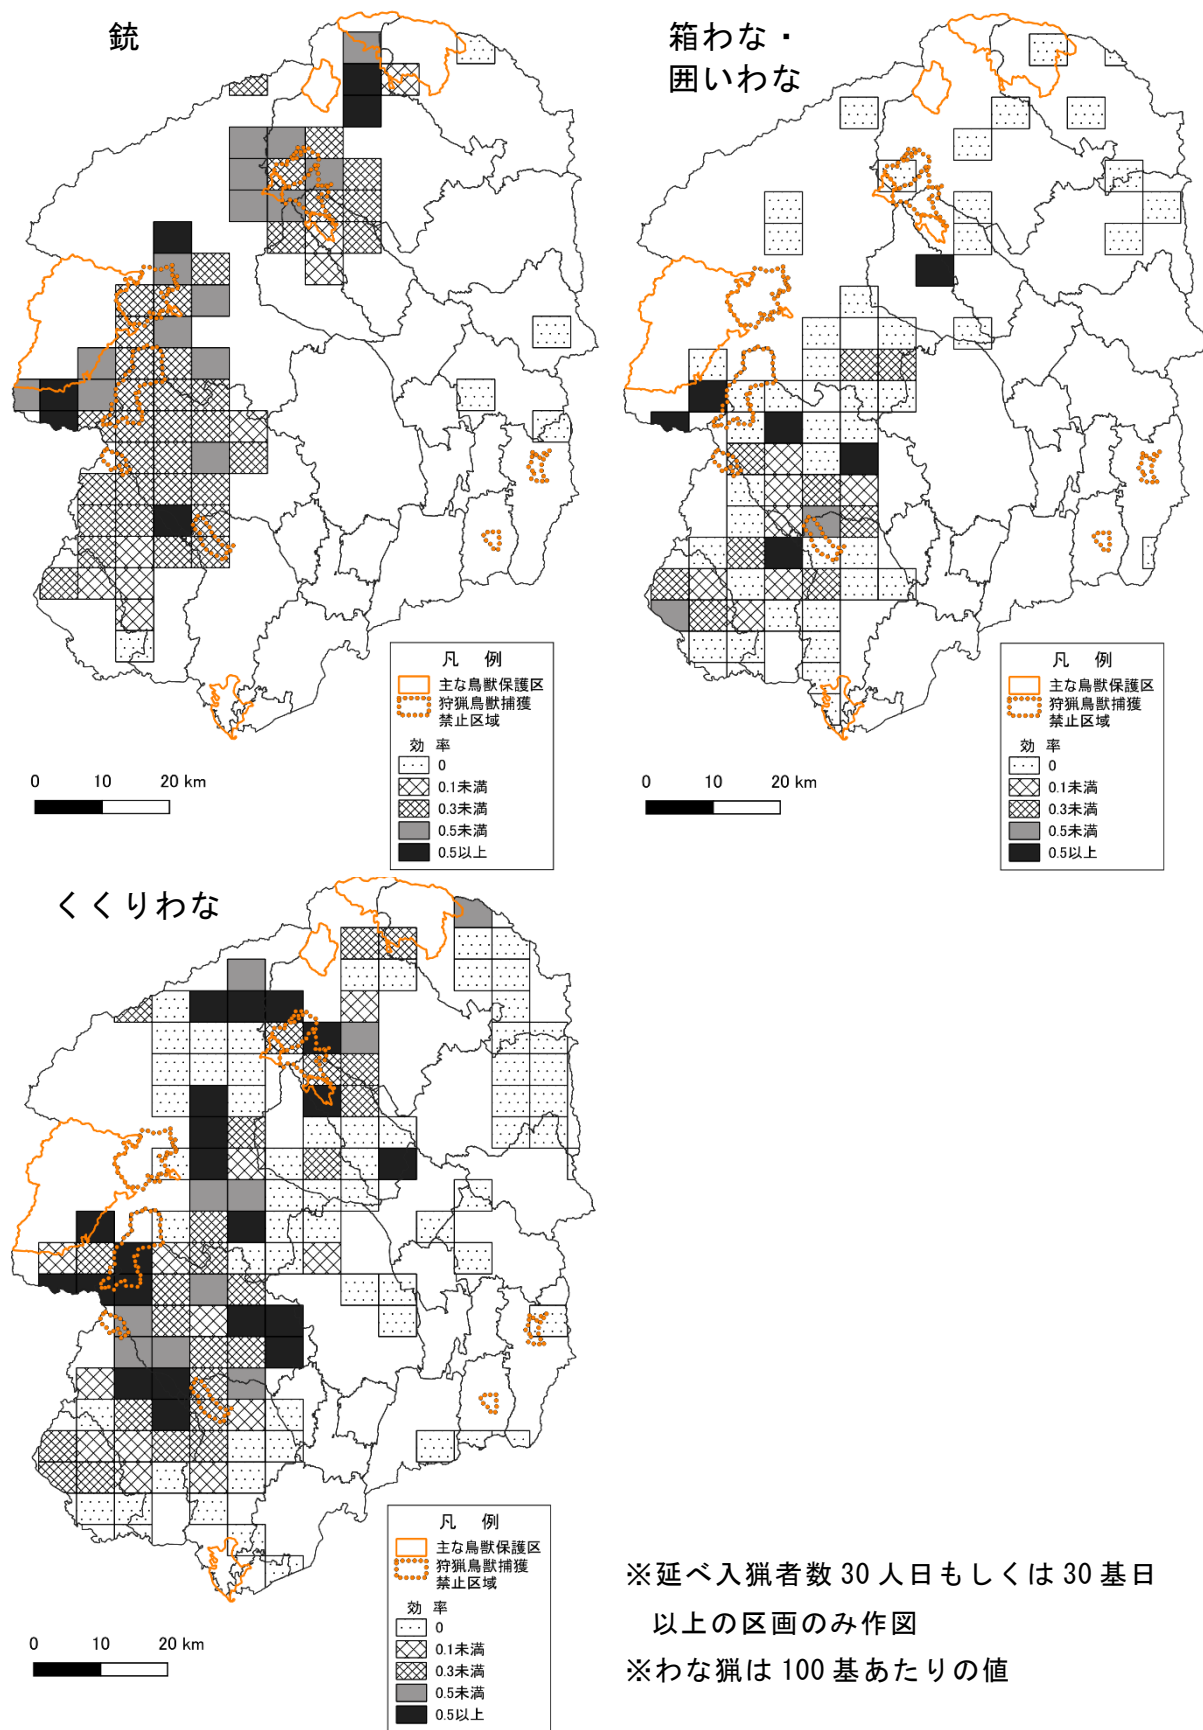 銃
凡 例
主な鳥獣保護区
狩猟鳥獣捕獲
禁止区域
効 率
0
0.1未満
0.3未満
0.5未満
0.5以上
0 10 20 km
箱わな・
囲いわな
凡 例
主な鳥獣保護区
狩猟鳥獣捕獲
禁止区域
効 率
0
0.1未満
0.3未満
0.5未満
0.5以上
0 10 20 km
くくりわな
凡 例
主な鳥獣保護区
狩猟鳥獣捕獲
禁止区域
効 率
0
0.1未満
0.3未満
0.5未満
0.5以上
0 10 20 km
※延べ入猟者数 30 人日もしくは 30 基日
以上の区画のみ作図
※わな猟は 100 基あたりの値